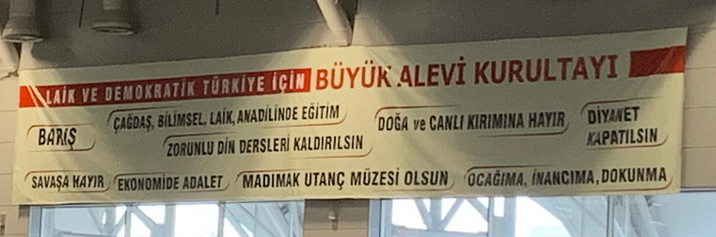 LAİK VE DEMOKRATİK TÜRKİYE İÇİN BÜYÜK ALEVİ KURULTAYI
BARIŞ
ÇAĞDAŞ, BİLİMSEL, LAİK, ANADİLİNDE EĞİTİM
ZORUNLU DİN DERSLERİ KALDIRILSIN
DOĞA ve CANLI KIRIMINA HAYIR
DİYANET
KAPATILSIN
SAVAŞA HAYIR
EKONOMİDE ADALET
MADIMAK UTANÇ MÜZESİ OLSUN
OCAĞIMA, İNANCIMA, DOKUNMA